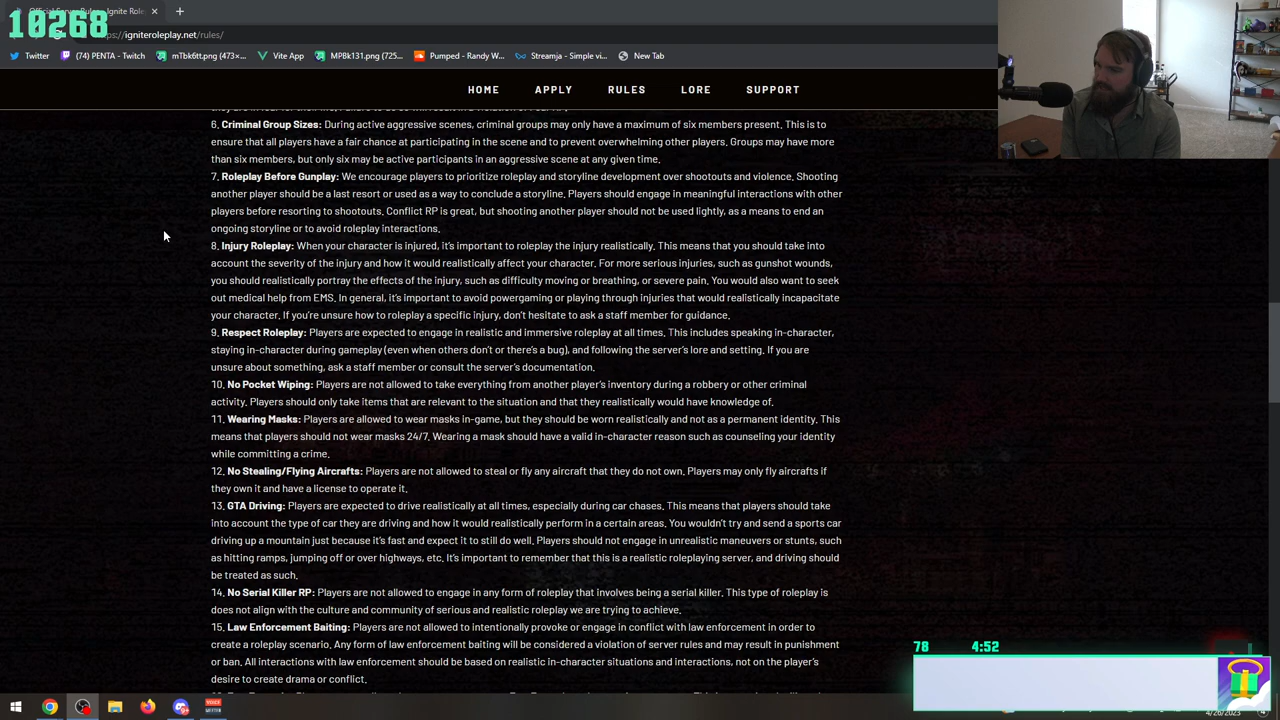 10268
Official Server Rules - Ignite Role
igniteroleplay.net/rules/
Twitter
(74) PENTA - Twitch
mTbk6tt.png (473×...
Vite App
MPBk131.png (725...
Pumped - Randy W...
Streamja - Simple vi...
New Tab
HOME
APPLY
RULES
LORE
SUPPORT
6. Criminal Group Sizes: During active aggressive scenes, criminal groups may only have a maximum of six members present. This is to
ensure that all players have a fair chance at participating in the scene and to prevent overwhelming other players. Groups may have more
than six members, but only six may be active participants in an aggressive scene at any given time.
7. Roleplay Before Gunplay: We encourage players to prioritize roleplay and storyline development over shootouts and violence. Shooting
another player should be a last resort or used as a way to conclude a storyline. Players should engage in meaningful interactions with other
players before resorting to shootouts. Conflict RP is great, but shooting another player should not be used lightly, as a means to end an
ongoing storyline or to avoid roleplay interactions.
8. Injury Roleplay: When your character is injured, it's important to roleplay the injury realistically. This means that you should take into
account the severity of the injury and how it would realistically affect your character. For more serious injuries, such as gunshot wounds,
you should realistically portray the effects of the injury, such as difficulty moving or breathing, or severe pain. You would also want to seek
out medical help from EMS. In general, it's important to avoid powergaming or playing through injuries that would realistically incapacitate
your character. If you're unsure how to roleplay a specific injury, don't hesitate to ask a staff member for guidance.
9. Respect Roleplay: Players are expected to engage in realistic and immersive roleplay at all times. This includes speaking in-character,
staying in-character during gameplay (even when others don't or there's a bug), and following the server's lore and setting. If you are
unsure about something, ask a staff member or consult the server's documentation.
10. No Pocket Wiping: Players are not allowed to take everything from another player's inventory during a robbery or other criminal
activity. Players should only take items that are relevant to the situation and that they realistically would have knowledge of.
11. Wearing Masks: Players are allowed to wear masks in-game, but they should be worn realistically and not as a permanent identity. This
means that players should not wear masks 24/7. Wearing a mask should have a valid in-character reason such as counseling your identity
while committing a crime.
12. No Stealing/Flying Aircrafts: Players are not allowed to steal or fly any aircraft that they do not own. Players may only fly aircrafts if
they own it and have a license to operate it.
13. GTA Driving: Players are expected to drive realistically at all times, especially during car chases. This means that players should take
into account the type of car they are driving and how it would realistically perform in a certain areas. You wouldn't try and send a sports car
driving up a mountain just because it's fast and expect it to still do well. Players should not engage in unrealistic maneuvers or stunts, such
as hitting ramps, jumping off or over highways, etc. It's important to remember that this is a realistic roleplaying server, and driving should
be treated as such.
14. No Serial Killer RP: Players are not allowed to engage in any form of roleplay that involves being a serial killer. This type of roleplay is
does not align with the culture and community of serious and realistic roleplay we are trying to achieve.
15. Law Enforcement Baiting: Players are not allowed to intentionally provoke or engage in conflict with law enforcement in order to
create a roleplay scenario. Any form of law enforcement baiting will be considered a violation of server rules and may result in punishment
or ban. All interactions with law enforcement should be based on realistic in-character situations and interactions, not on the player's
desire to create drama or conflict.
78
4:52
4/26/2023